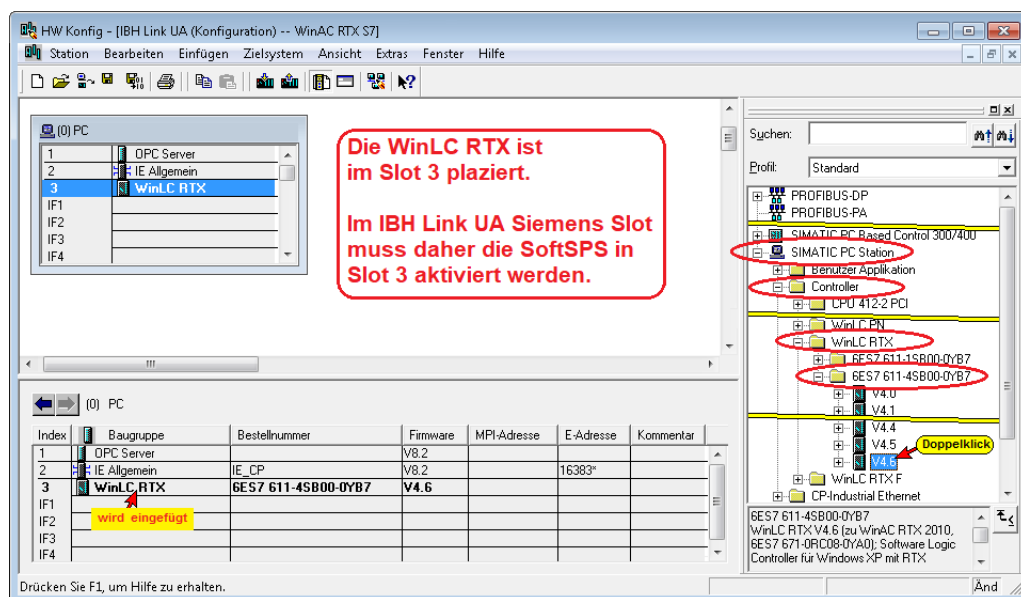 HW Konfig - [IBH Link UA (Konfiguration) -- WinAC RTX S7]
Station Bearbeiten Einfügen Zielsystem Ansicht Extras Fenster Hilfe
(0) PC
1 OPC Server
2 IE Allgemein
3 WinLC RTX
IF1
IF2
IF3
IF4
Die WinLC RTX ist
im Slot 3 plaziert.
Im IBH Link UA Siemens Slot
muss daher die SoftSPS in
Slot 3 aktiviert werden.
Suchen:
Profil: Standard
PROFIBUS-DP
PROFIBUS-PA
SIMATIC PC Based Control 300/400
SIMATIC PC Station
Benutzer Applikation
Controller
CPU 412-2 PCI
WinLC PN
WinLC RTX
6ES7 611-1SB00-0YB7
6ES7 611-4SB00-0YB7
V4.0
V4.1
V4.4
V4.5
Doppelklick
V4.6
WinLC RTX F
CP-Industrial Ethernet
6ES7 611-4SB00-0YB7
WinLC RTX V4.6 (zu WinAC RTX 2010,
6ES7 671-0RC08-0YA0); Software Logic
Controller für Windows XP mit RTX
(0) PC
Index Baugruppe Bestellnummer Firmware MPI-Adresse E-Adresse Kommentar
1 OPC Server V8.2
2 IE Allgemein IE_CP V8.2 16383*
3 WinLC RTX 6ES7 611-4SB00-0YB7 V4.6
IF1
wird eingefügt
IF2
IF3
IF4
Drücken Sie F1, um Hilfe zu erhalten.
Änd